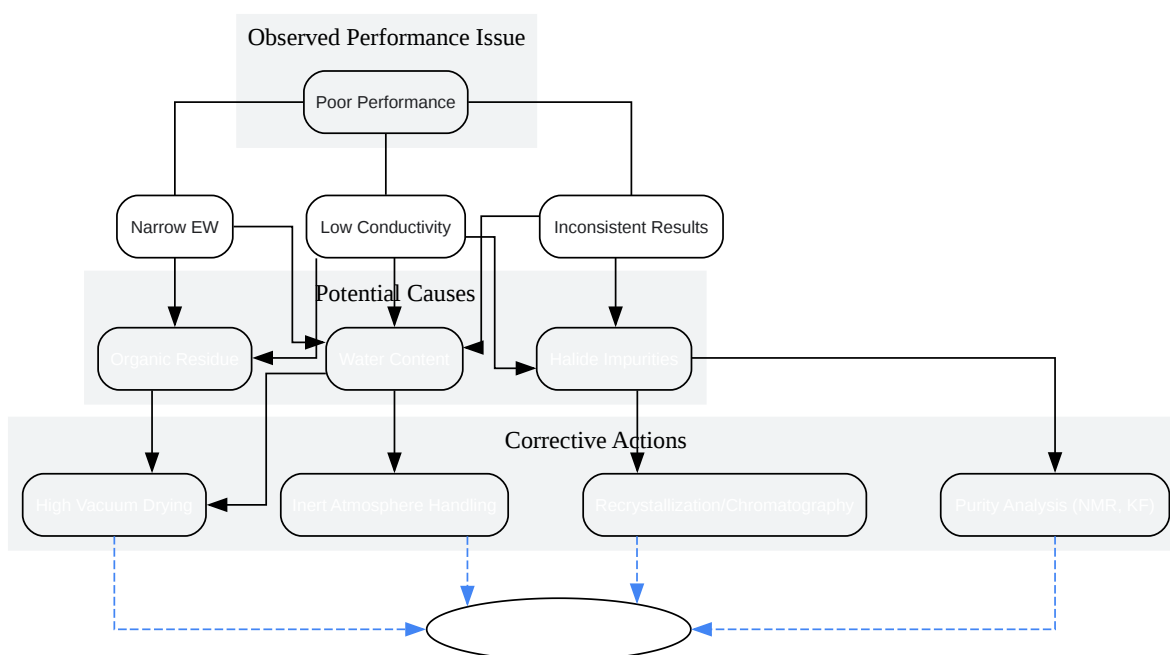 Observed Performance Issue
Poor Performance
Narrow EW
Low Conductivity
Inconsistent Results
Potential Causes
Organic Residue
Water Content
Halide Impurities
Corrective Actions
High Vacuum Drying
Inert Atmosphere Handling
Recrystallization/Chromatography
Purity Analysis (NMR, KF)